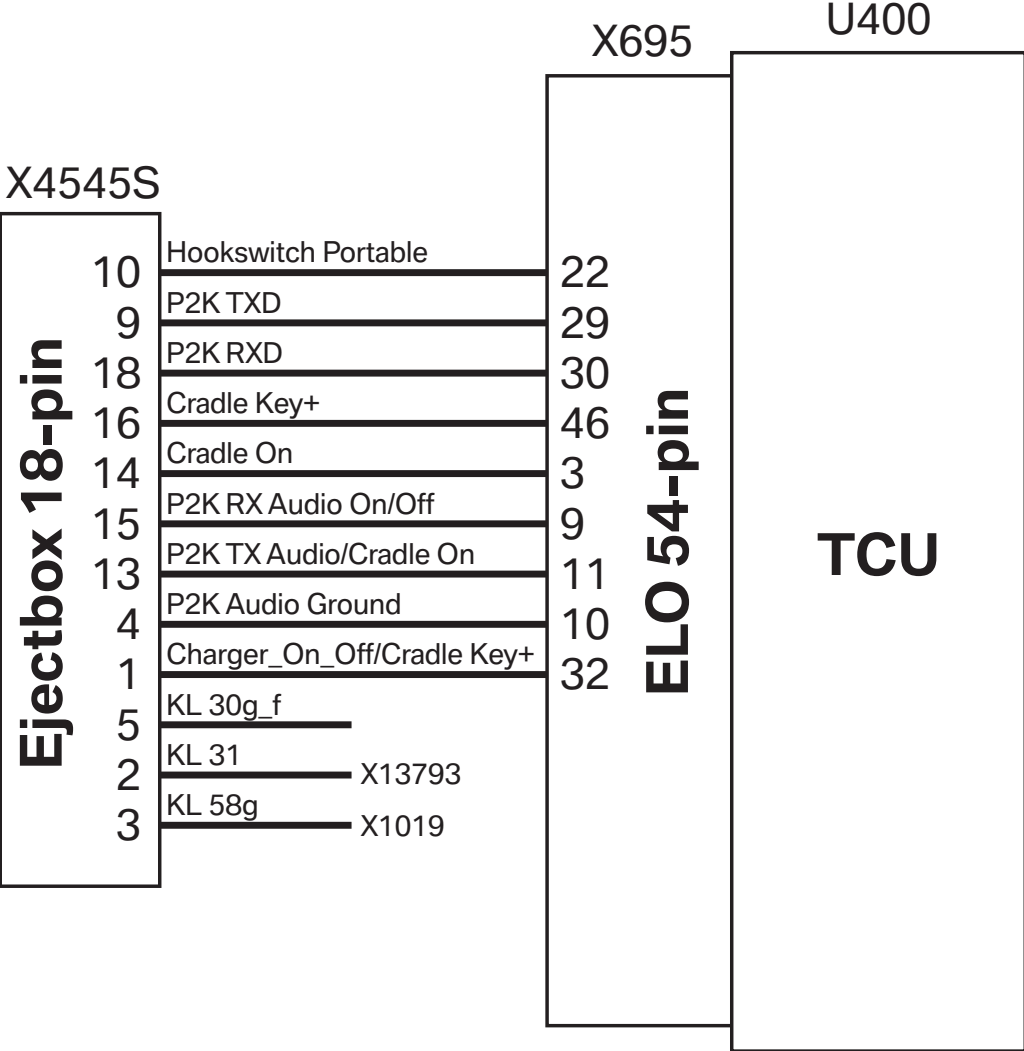 U400
X695
X4545S
10 Hookswitch Portable 22
9 P2K TXD 29
18 P2K RXD 30
16 Cradle Key+ 46
14 Cradle On 3
15 P2K RX Audio On/Off 9
13 P2K TX Audio/Cradle On 11
4 P2K Audio Ground 10
1 Charger_On_Off/Cradle Key+ 32
5 KL 30g_f
2 KL 31 X13793
3 KL 58g X1019
Ejectbox 18-pin
ELO 54-pin
TCU